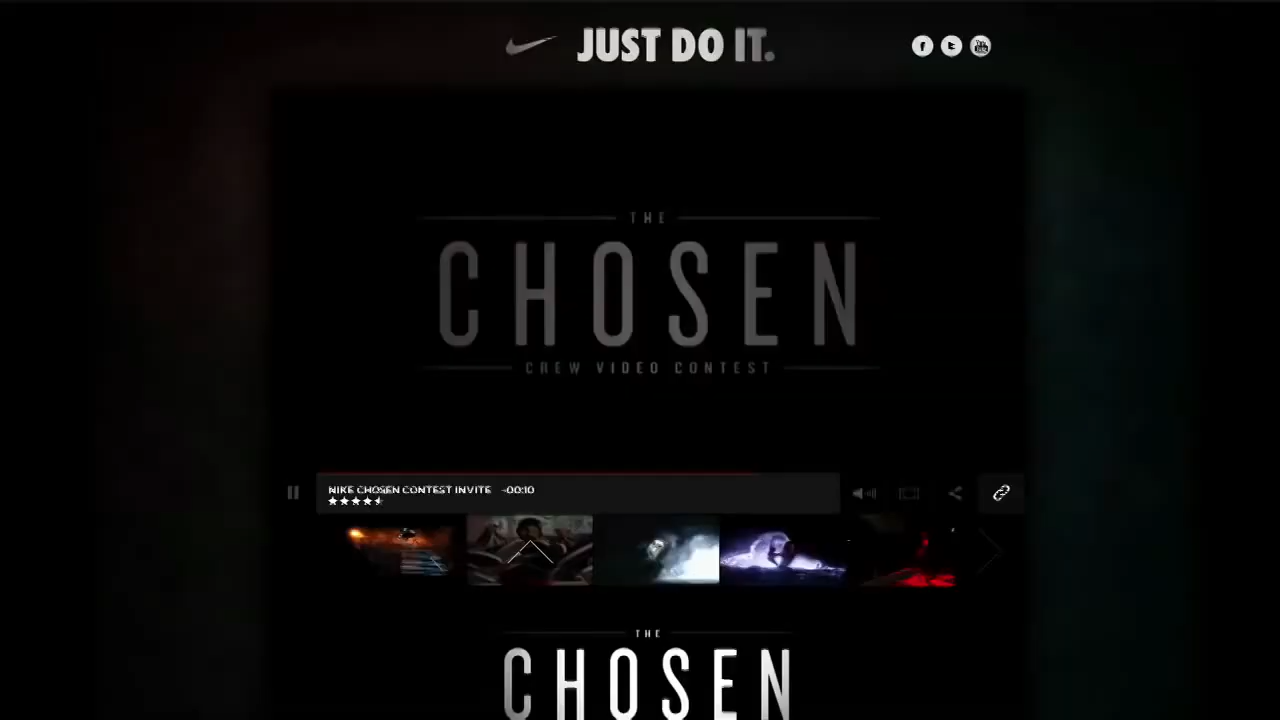 JUST DO IT.
THE
CHOSEN
CREW VIDEO CONTEST
NIKE CHOSEN CONTEST INVITE -00:10
THE
CHOSEN